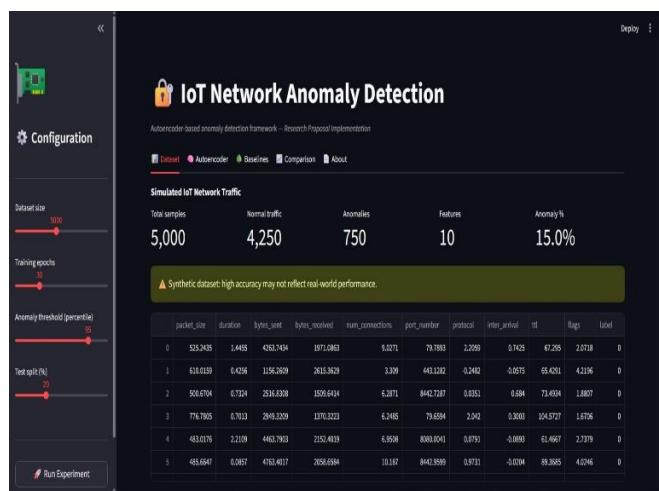 Deploy
IoT Network Anomaly Detection
Autoencoder-based anomaly detection framework — Research Proposal Implementation
Configuration
Dataset size
5000
Training epochs
30
Anomaly threshold (percentile)
95
Test split (%)
20
Run Experiment
Dataset Autoencoder Baselines Comparison About
Simulated IoT Network Traffic
Total samples Normal traffic Anomalies Features Anomaly %
5,000 4,250 750 10 15.0%
Synthetic dataset: high accuracy may not reflect real-world performance.
packet_size duration bytes_sent bytes_received num_connections port_number protocol inter_arrival ttl flags label
0 525.2435 1.4455 4263.7434 1971.0863 9.0271 79.7893 2.2059 0.7425 67.295 2.0718 0
1 610.0159 0.4256 1156.2609 2615.3629 3.309 443.1282 -0.2482 -0.0575 65.4291 4.2196 0
2 500.6704 0.7324 2516.8308 1509.6414 6.2871 8442.7287 0.0351 0.684 73.4934 1.8807 0
3 776.7905 0.7013 2949.3209 1370.3223 6.2485 79.6594 2.042 0.3003 104.5727 1.6706 0
4 483.0176 2.2109 4463.7903 2152.4019 6.9508 8080.0041 0.0791 -0.0893 61.4667 2.7379 0
5 485.6647 0.0857 4763.4017 2058.6584 10.187 8442.9599 0.9731 -0.0204 89.3685 4.0246 0